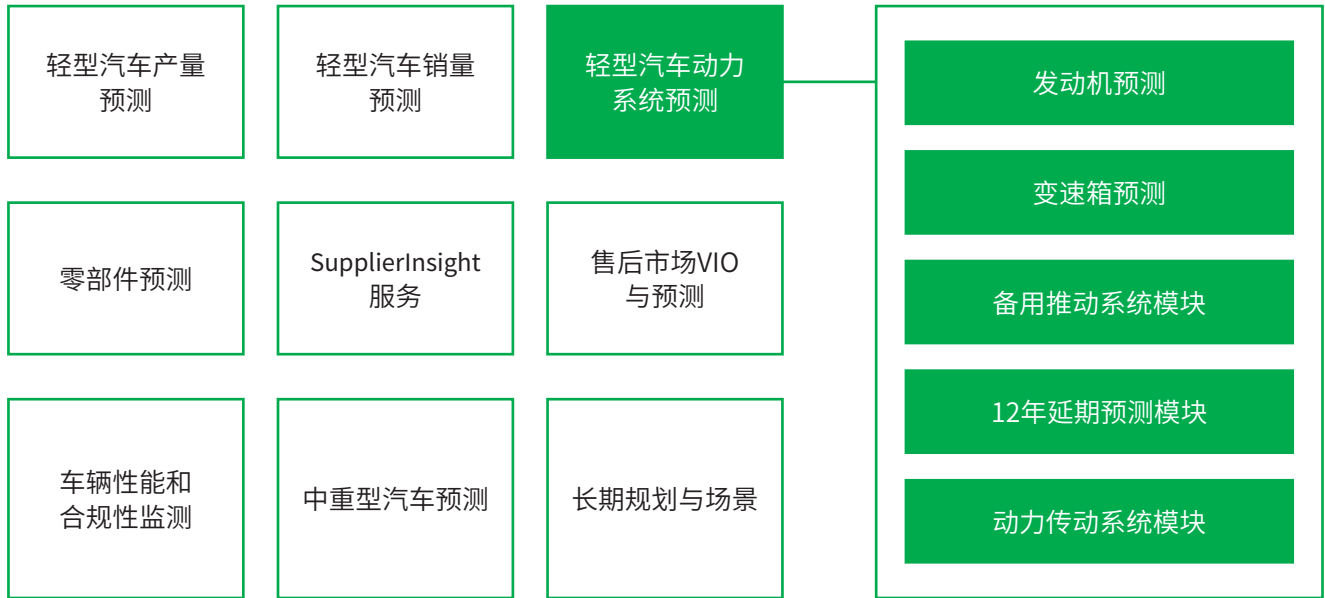 轻型汽车产量
预测
轻型汽车销量
预测
轻型汽车动力
系统预测
零部件预测
SupplierInsight
服务
售后市场VIO
与预测
车辆性能和
合规性监测
中重型汽车预测
长期规划与场景
发动机预测
变速箱预测
备用推动系统模块
12年延期预测模块
动力传动系统模块